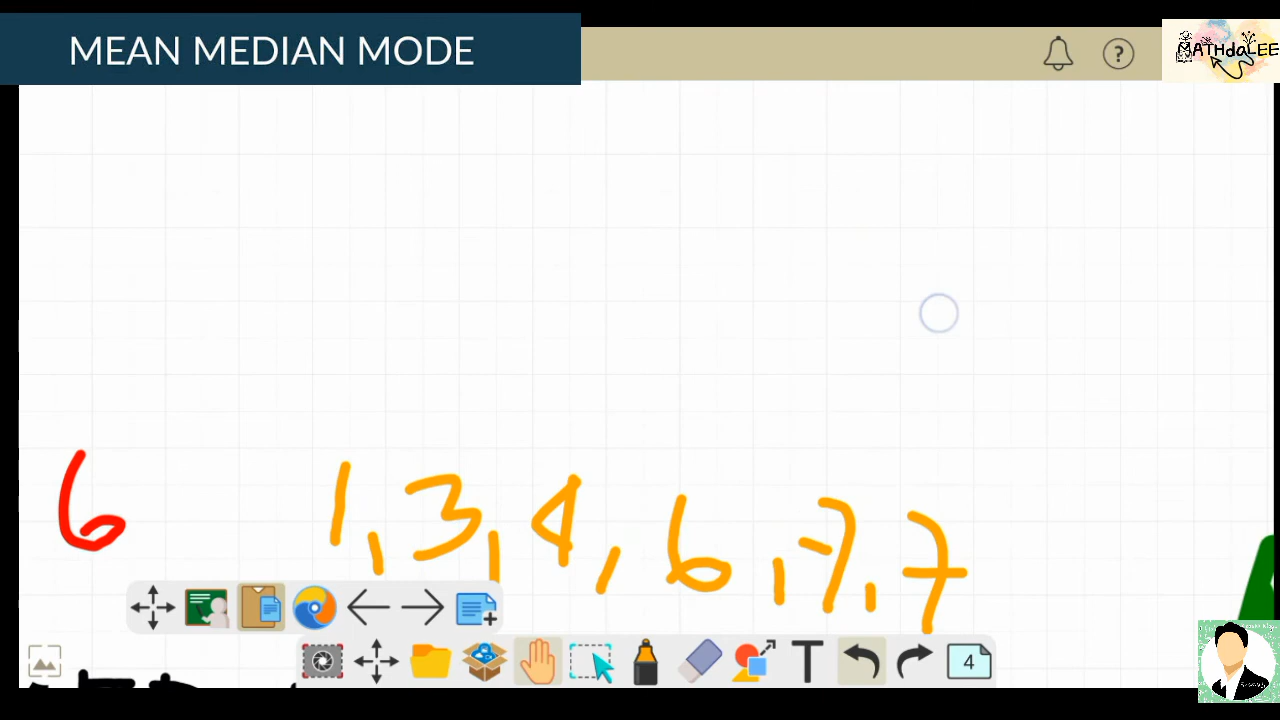 MEAN MEDIAN MODE
?
MATHdaLEE
6
1, 3, 4, 6, 7, 7
T
4